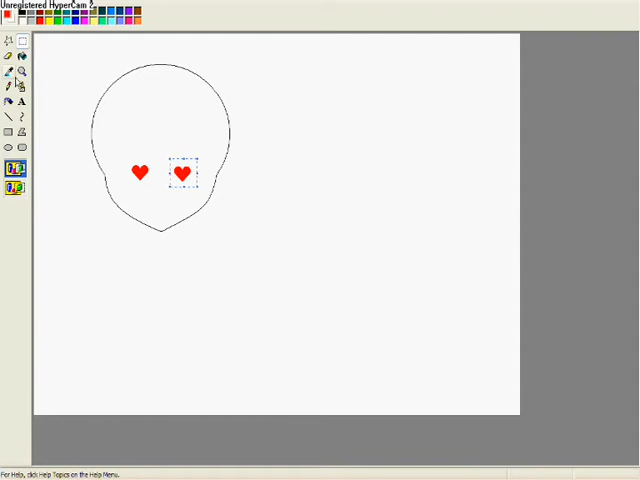 Unregistered HyperCam 2
A
For Help, click Help Topics on the Help Menu.